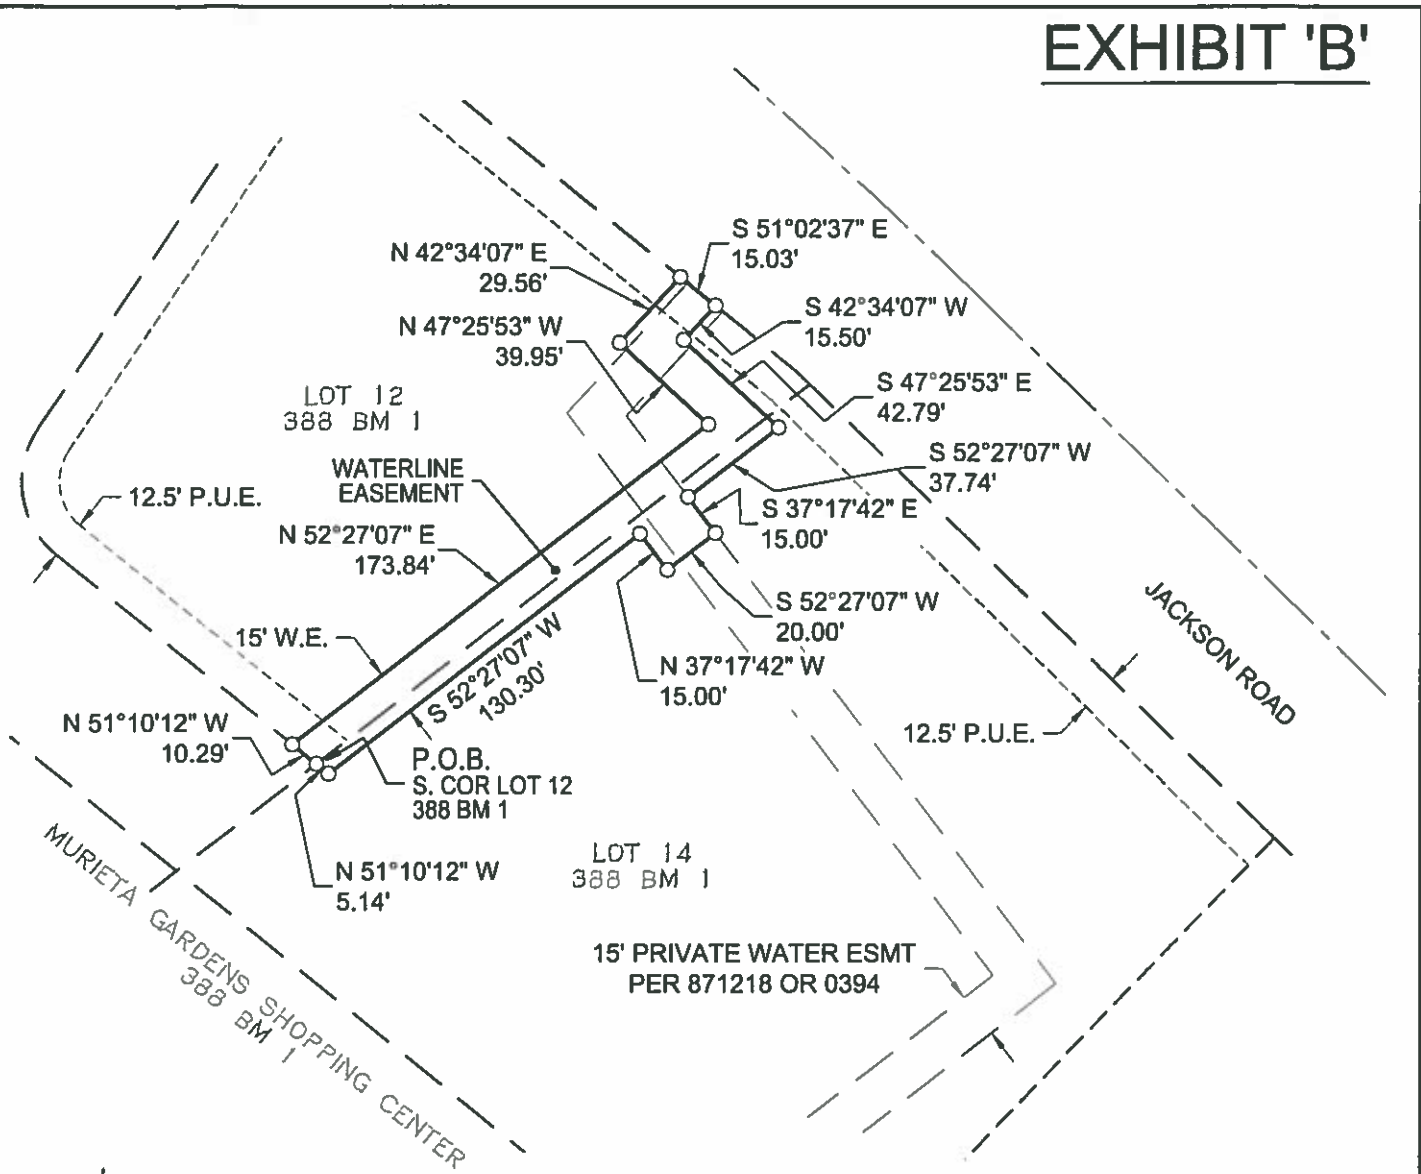 EXHIBIT 'B'
S 51°02'37" E
15.03'
N 42°34'07" E
29.56'
S 42°34'07" W
15.50'
N 47°25'53" W
39.95'
S 47°25'53" E
42.79'
LOT 12
388 BM 1
S 52°27'07" W
37.74'
WATERLINE
EASEMENT
12.5' P.U.E.
S 37°17'42" E
15.00'
N 52°27'07" E
173.84'
S 52°27'07" W
20.00'
JACKSON ROAD
15' W.E.
S 52°27'07" W
130.30'
N 37°17'42" W
15.00'
N 51°10'12" W
10.29'
12.5' P.U.E.
P.O.B.
S. COR LOT 12
388 BM 1
N 51°10'12" W
5.14'
LOT 14
388 BM 1
MURIETA GARDENS SHOPPING CENTER
388 BM 1
15' PRIVATE WATER ESMT
PER 871218 OR 0394